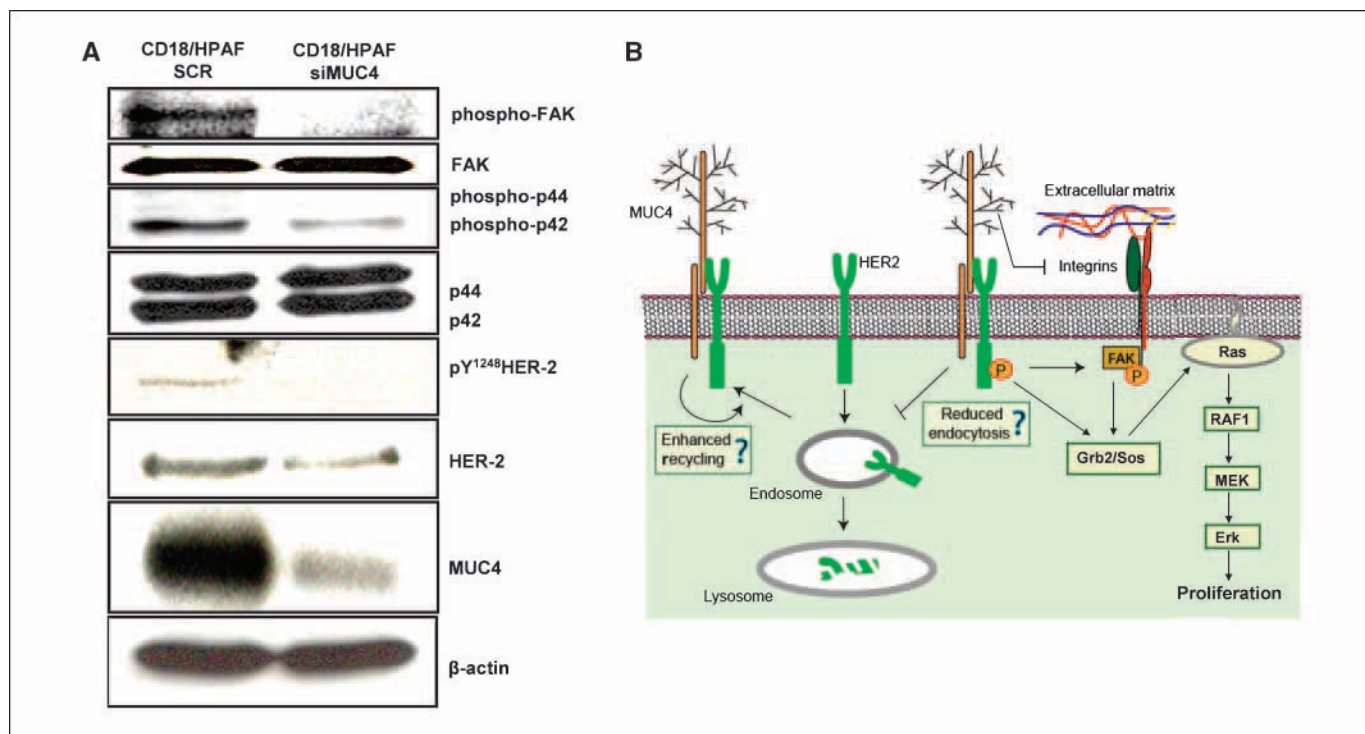 A
CD18/HPAF
SCR
CD18/HPAF
siMUC4
phospho-FAK
FAK
phospho-p44
phospho-p42
p44
p42
pY¹²⁴⁸HER-2
HER-2
MUC4
β-actin
B
MUC4
HER2
Extracellular matrix
Integrins
FAK
P
P
Ras
Enhanced
recycling ?
Reduced
endocytosis ?
Endosome
Lysosome
Grb2/Sos
RAF1
MEK
Erk
Proliferation